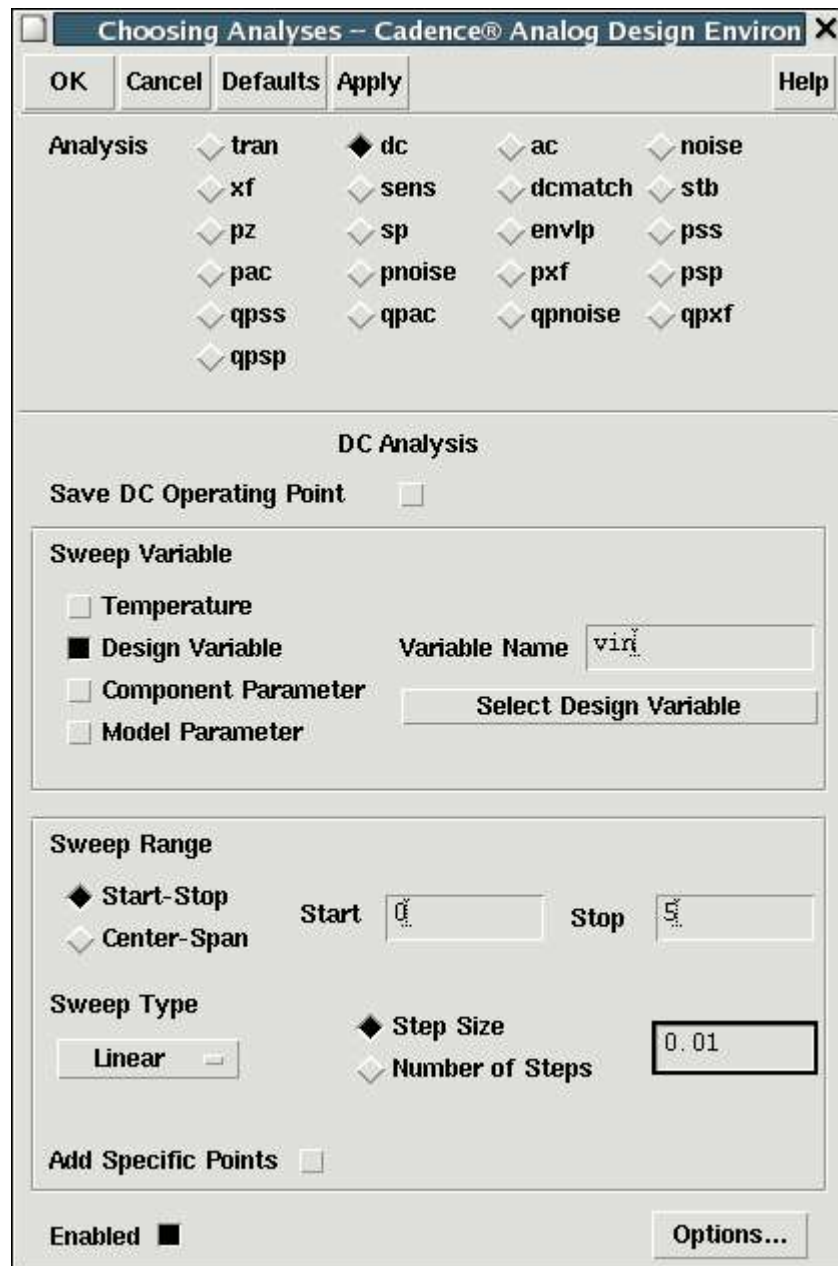 Choosing Analyses -- Cadence® Analog Design Environ
OK Cancel Defaults Apply Help
Analysis tran dc ac noise
xf sens dcmatch stb
pz sp envlp pss
pac pnoise pxf psp
qpss qpac qpnoise qpxf
qpsp
DC Analysis
Save DC Operating Point
Sweep Variable
Temperature
Design Variable Variable Name vin
Component Parameter
Select Design Variable
Model Parameter
Sweep Range
Start-Stop
Start 0 Stop 5
Center-Span
Sweep Type
Step Size
Linear 0.01
Number of Steps
Add Specific Points
Enabled Options...